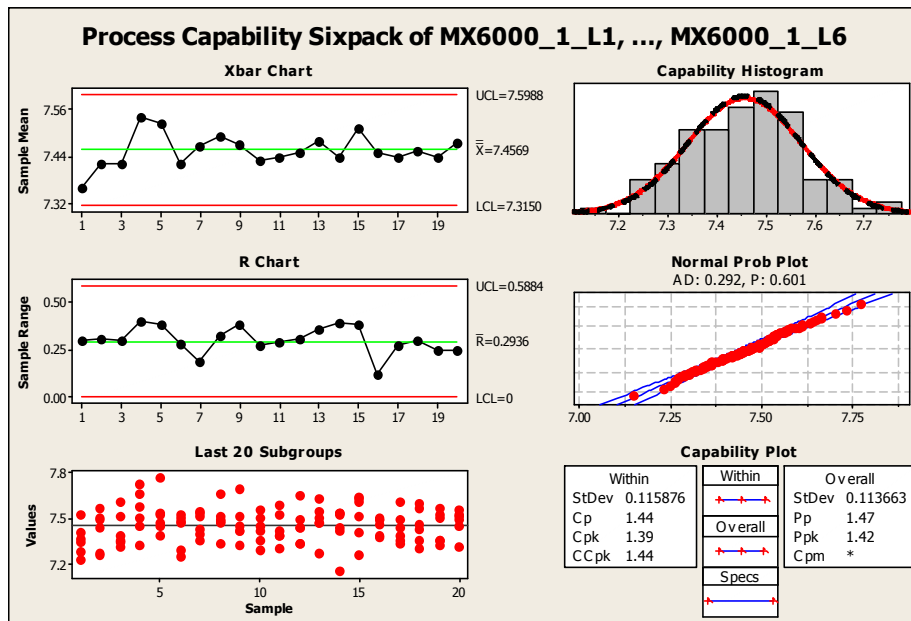 Process Capability Sixpack of MX6000_1_L1, ..., MX6000_1_L6
Xbar Chart
Sample Mean
7.56
7.44
7.32
1 3 5 7 9 11 13 15 17 19
UCL=7.5988
X=7.4569
LCL=7.3150
R Chart
Sample Range
0.50
0.25
0.00
1 3 5 7 9 11 13 15 17 19
UCL=0.5884
R=0.2936
LCL=0
Last 20 Subgroups
Values
7.8
7.5
7.2
0 5 10 15 20
Sample
Capability Histogram
7.2 7.3 7.4 7.5 7.6 7.7
Normal Prob Plot
AD: 0.292, P: 0.601
7.00 7.25 7.50 7.75
Capability Plot
Within
StDev 0.115876
Cp 1.44
Cpk 1.39
CCpk 1.44
Within
Overall
Specs
Overall
StDev 0.113663
Pp 1.47
Ppk 1.42
Cpm *